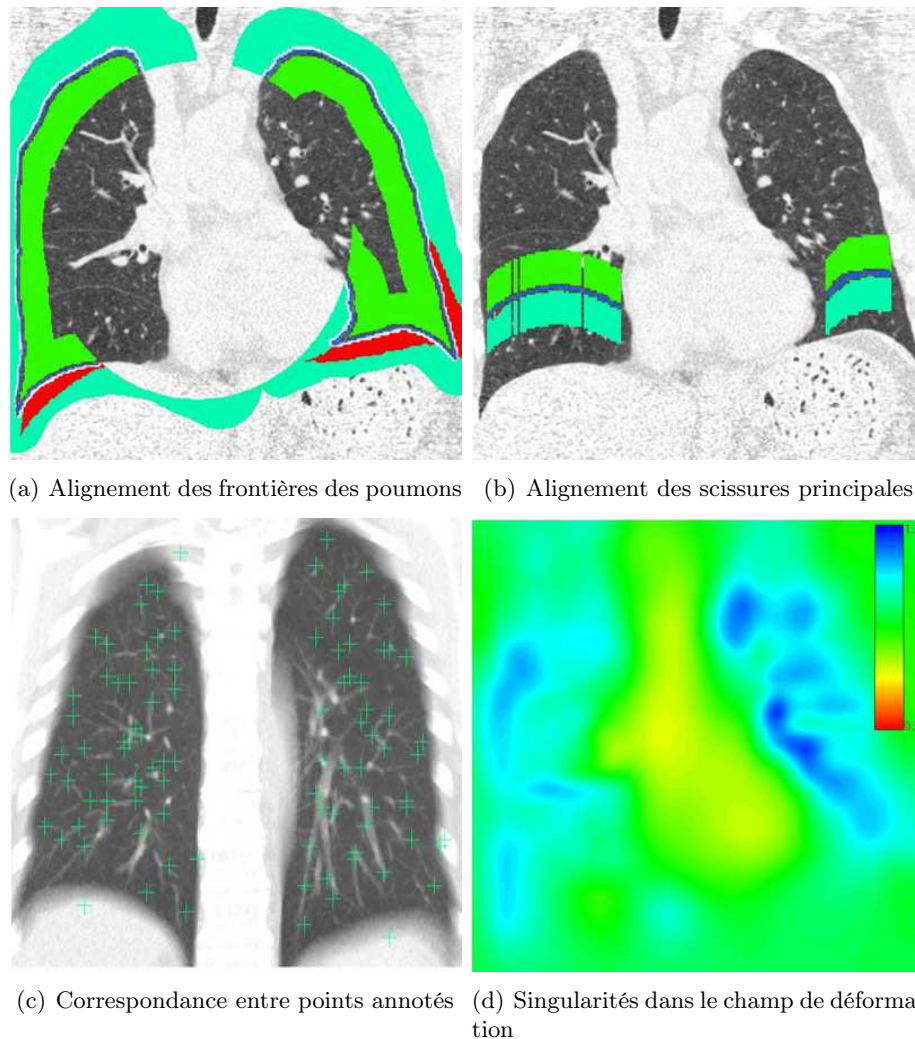 (a) Alignement des frontières des poumons
(b) Alignement des scissures principales
(c) Correspondance entre points annotés
(d) Singularités dans le champ de déforma
tion